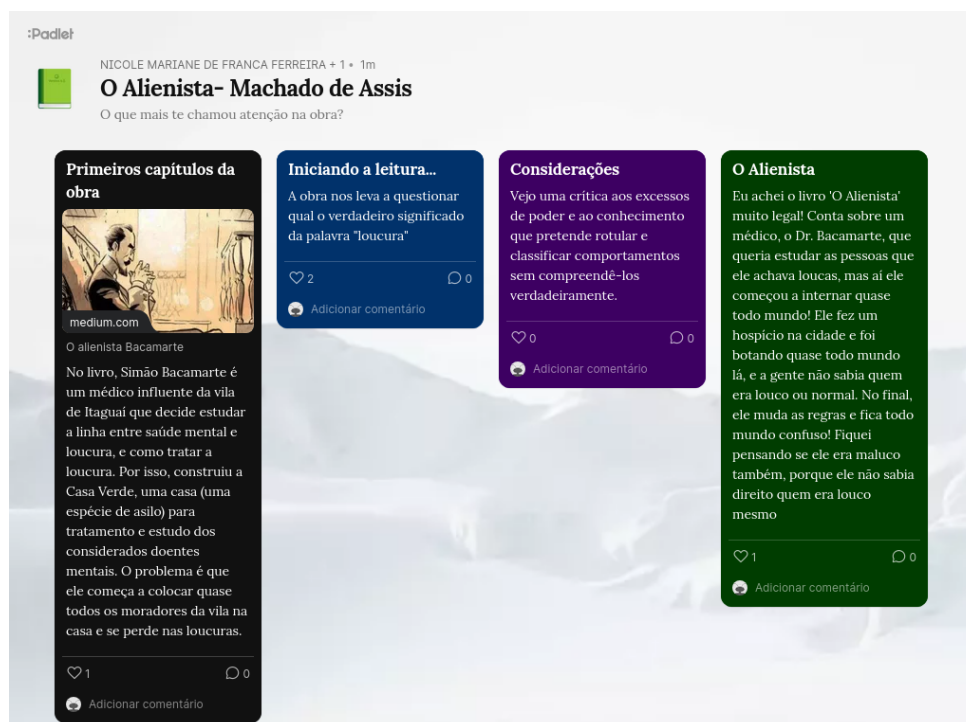 :Padlet
NICOLE MARIANE DE FRANCA FERREIRA + 1 • 1m
O Alienista- Machado de Assis
O que mais te chamou atenção na obra?
Primeiros capítulos da
obra
medium.com
O alienista Bacamarte
No livro, Simão Bacamarte é
um médico influente da vila
de Itaguaí que decide estudar
a linha entre saúde mental e
loucura, e como tratar a
loucura. Por isso, construiu a
Casa Verde, uma casa (uma
espécie de asilo) para
tratamento e estudo dos
considerados doentes
mentais. O problema é que
ele começa a colocar quase
todos os moradores da vila na
casa e se perde nas loucuras.
1
0
Adicionar comentário
Iniciando a leitura...
A obra nos leva a questionar
qual o verdadeiro significado
da palavra "loucura"
2
0
Adicionar comentário
Considerações
Vejo uma crítica aos excessos
de poder e ao conhecimento
que pretende rotular e
classificar comportamentos
sem compreendê-los
verdadeiramente.
0
0
Adicionar comentário
O Alienista
Eu achei o livro 'O Alienista'
muito legal! Conta sobre um
médico, o Dr. Bacamarte, que
queria estudar as pessoas que
ele achava loucas, mas aí ele
começou a internar quase
todo mundo! Ele fez um
hospício na cidade e foi
botando quase todo mundo
lá, e a gente não sabia quem
era louco ou normal. No final,
ele muda as regras e fica todo
mundo confuso! Fiquei
pensando se ele era maluco
também, porque ele não sabia
direito quem era louco
mesmo
1
0
Adicionar comentário